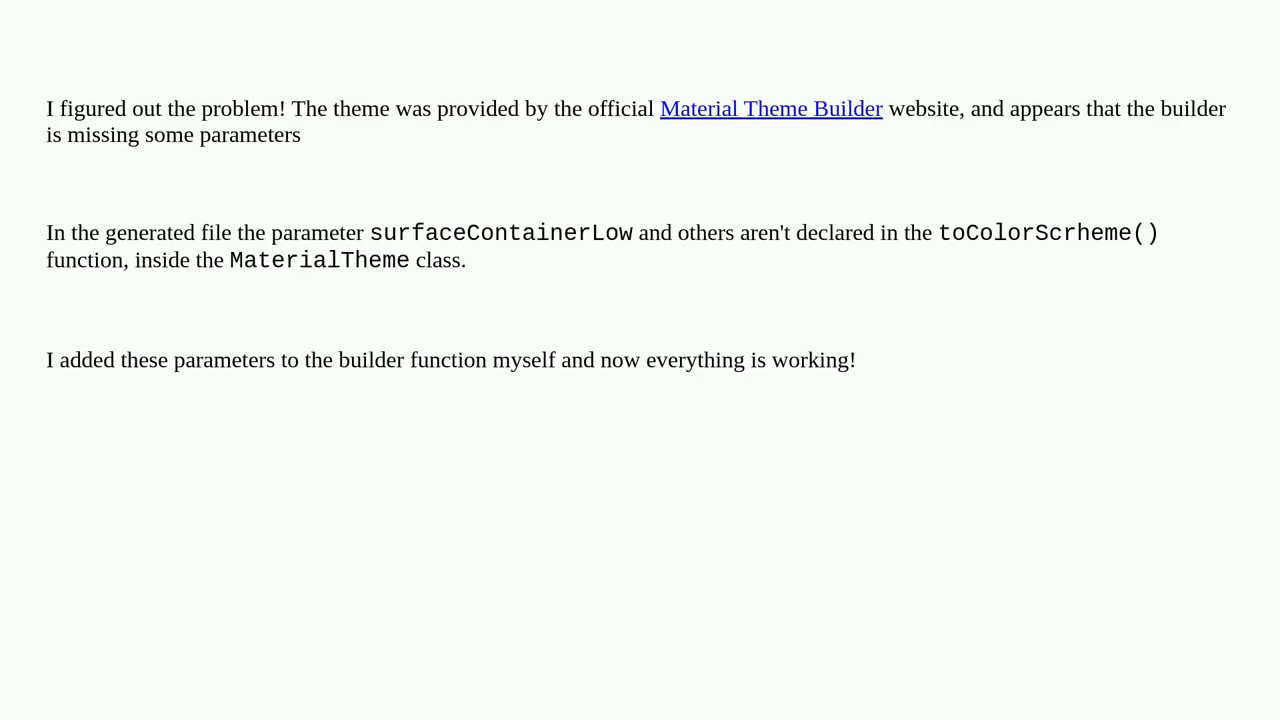 I figured out the problem! The theme was provided by the official Material Theme Builder website, and appears that the builder
is missing some parameters
In the generated file the parameter surfaceContainerLow and others aren't declared in the toColorScrheme()
function, inside the MaterialTheme class.
I added these parameters to the builder function myself and now everything is working!